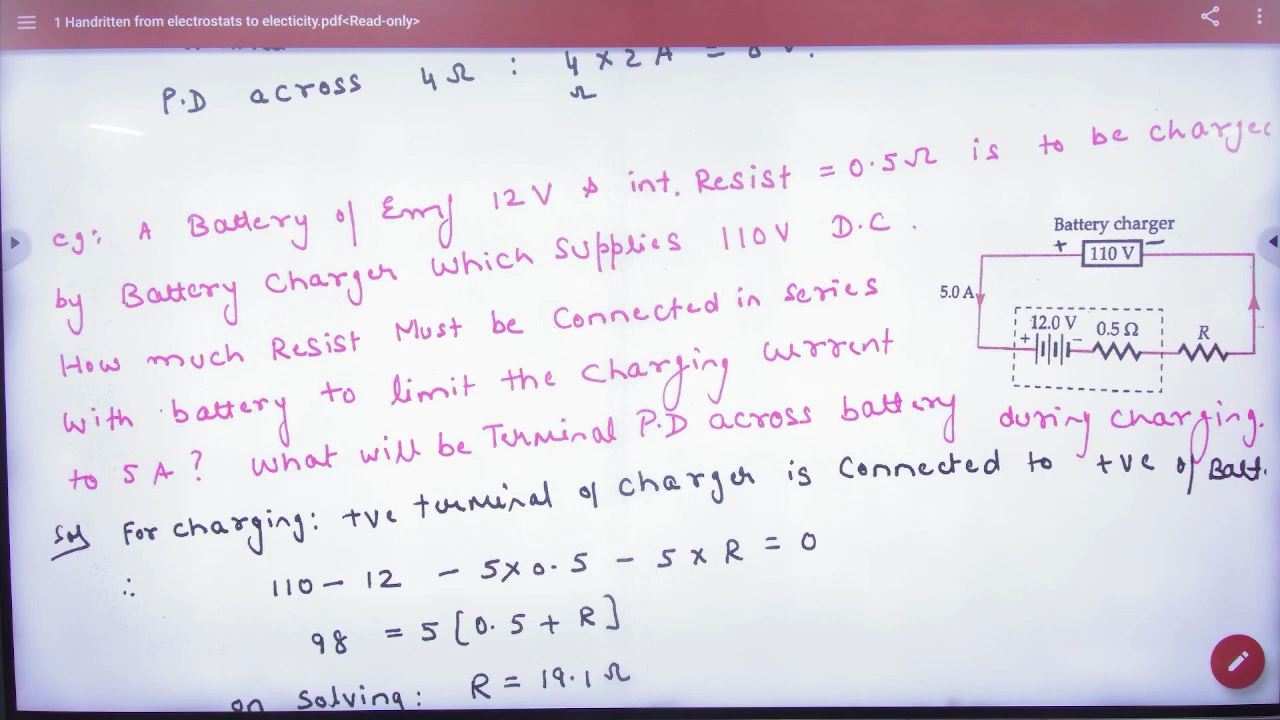 1 Handritten from electrostats to electicity.pdf<Read-only>
P.D across 4Ω : 4 × 2 A =
Ω
eg: A Battery of Emf 12 V & int. Resist = 0.5Ω is to be charged
by Battery Charger which supplies 110V D.C.
How much Resist Must be Connected in series
with battery to limit the charging current
to 5 A? What will be Terminal P.D across battery during charging.
Battery charger
+ 110 V −
5.0 A
12.0 V 0.5 Ω R
+ −
Sol For charging: +ve terminal of charger is connected to +ve of Batt.
∴ 110 − 12 − 5×0.5 − 5 × R = 0
98 = 5 [0.5 + R]
on solving: R = 19.1 Ω